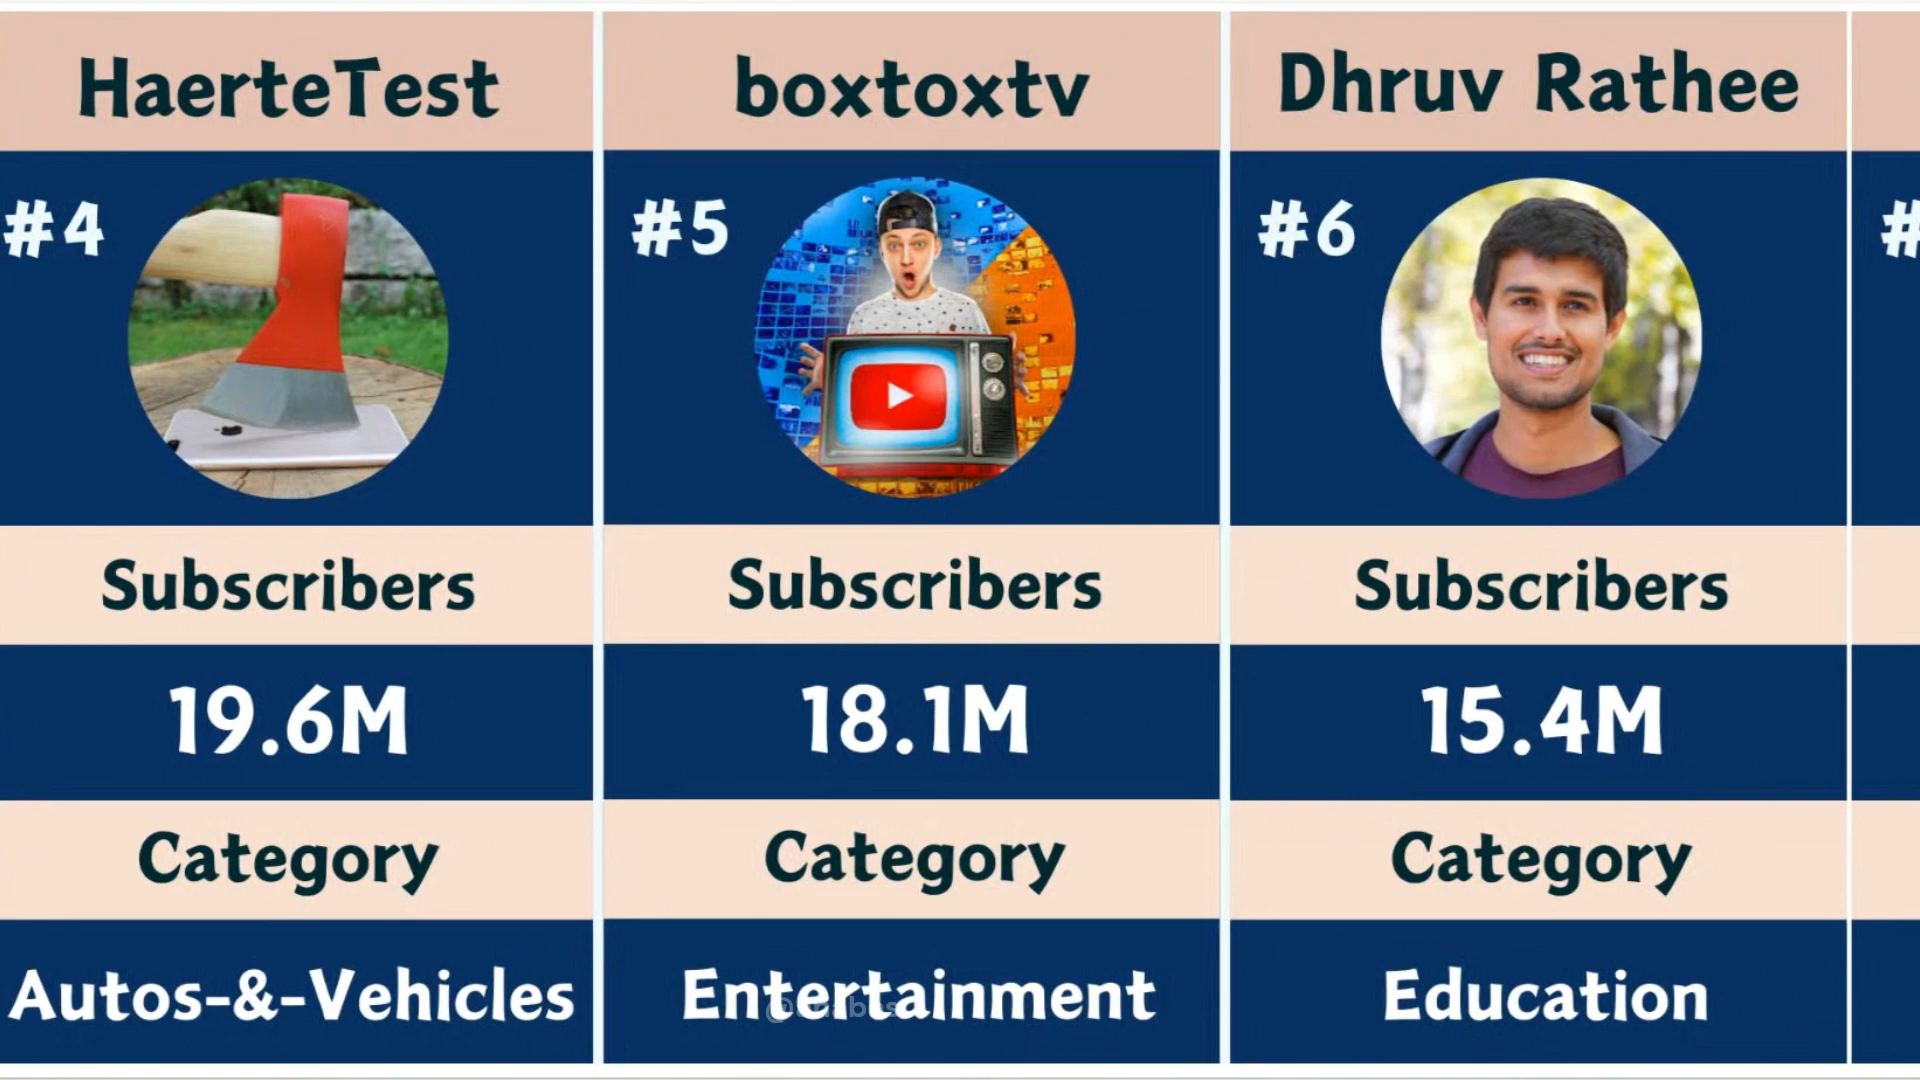 HaerteTest
#4
Subscribers
19.6M
Category
Autos-&-Vehicles
boxtoxtv
#5
Subscribers
18.1M
Category
Entertainment
Dhruv Rathee
#6
Subscribers
15.4M
Category
Education
#